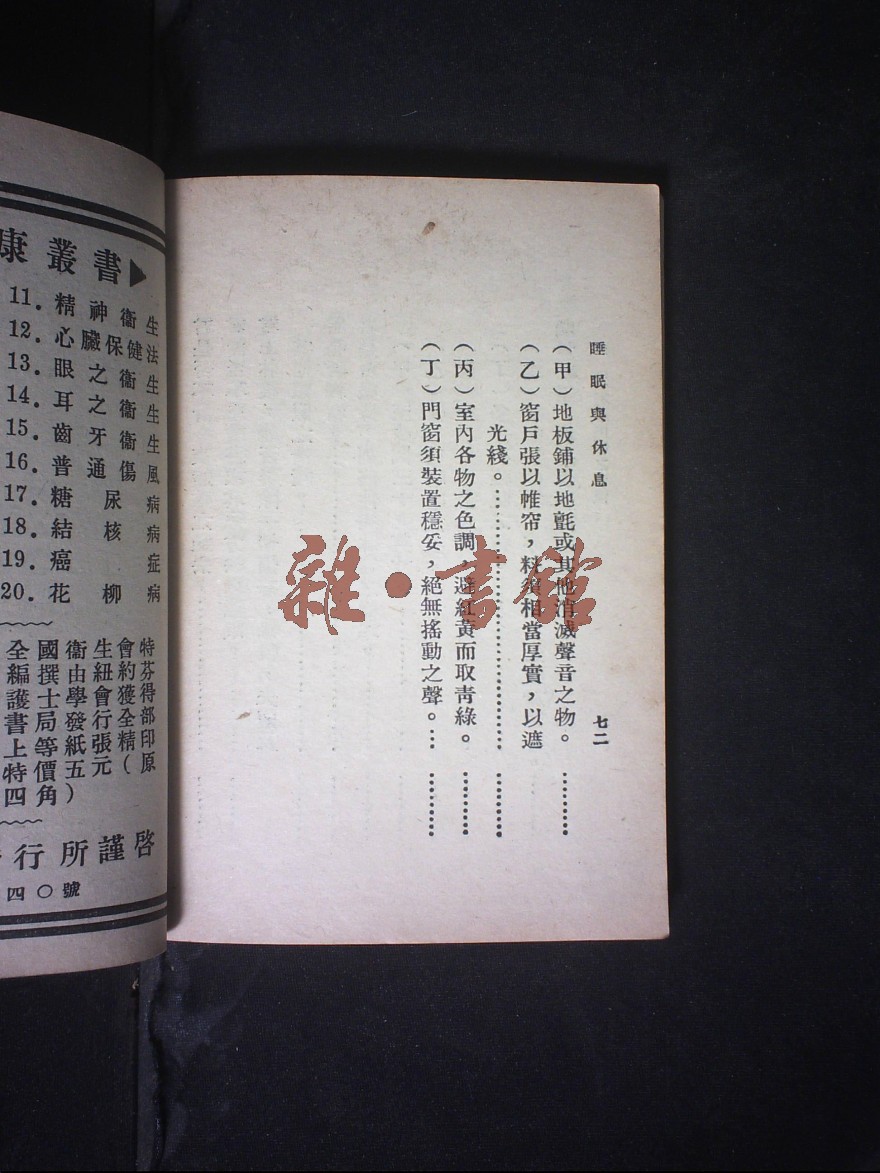 睡眠與休息
七二
(甲)地板鋪以地氈或其他消滅聲音之物。………
(乙)窗戶張以帷帘,料須相當厚實,以遮
光綫。………………………… ………
(丙)室內各物之色調,避紅黃而取靑綠。………
(丁)門窗須裝置穩妥,絕無搖動之聲。… ………
雜·書館
康叢書▶
11.精神衞生
12.心臟保健法
13.眼之衞生
14.耳之衞生
15.齒牙衞生
16.普通傷風
17.糖尿病
18.結核病
19.癌症
20.花柳病
特芬得部印原
會約獲全精(
生紐會行張元
衞由學發紙五)
國撰士局等價角
全編護書上特四
行所謹啓
四〇號